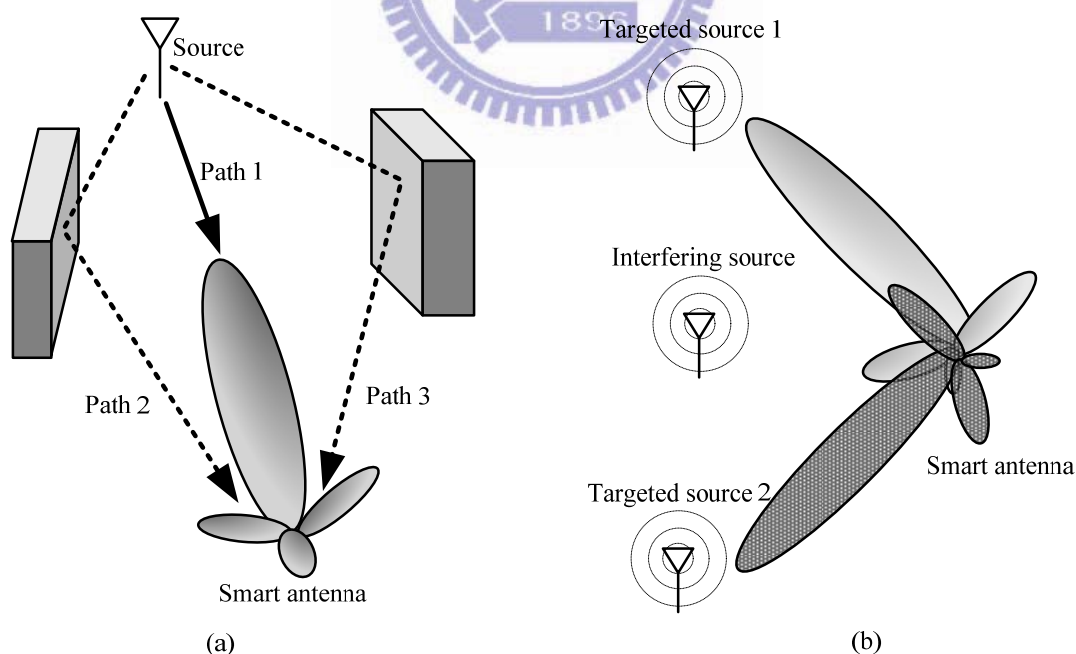 1896
Source
Path 1
Path 2
Path 3
Smart antenna
(a)
Targeted source 1
Interfering source
Targeted source 2
Smart antenna
(b)